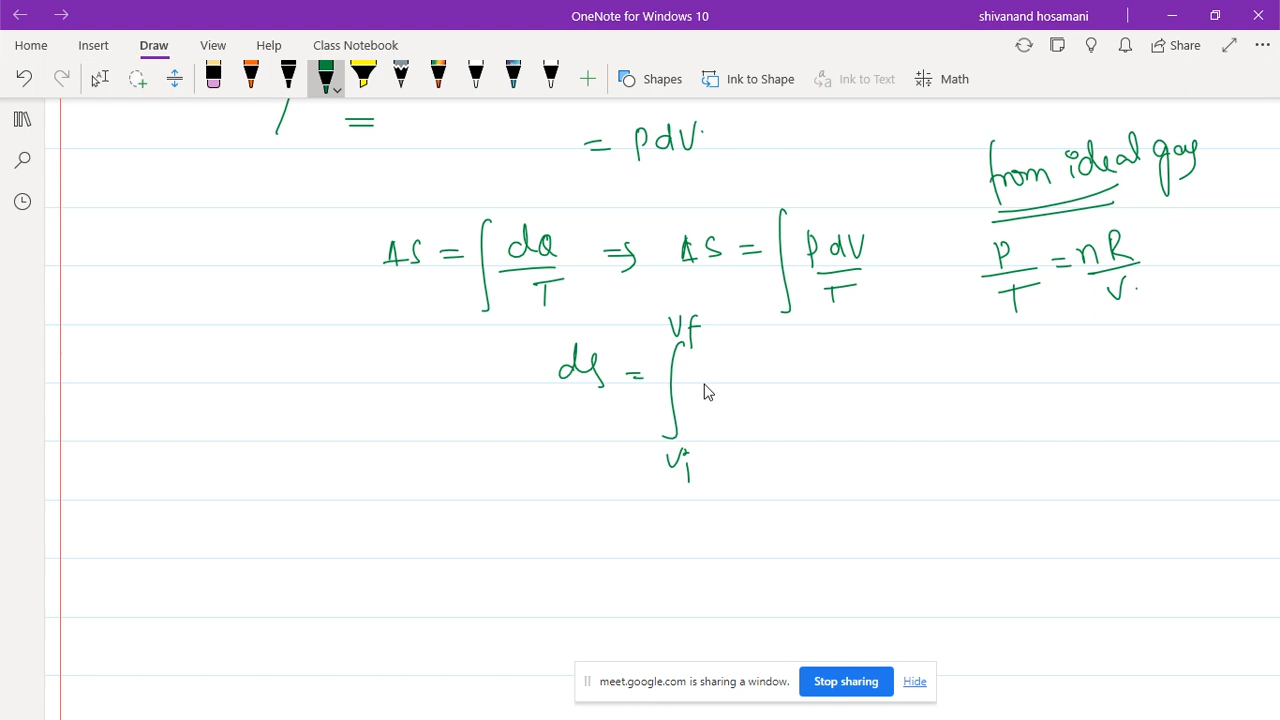 OneNote for Windows 10
shivanand hosamani
Home Insert Draw View Help Class Notebook
Share
Shapes Ink to Shape Ink to Text Math
=
= pdV
from ideal gas
ΔS = ∫ dQ/T ⇒ ΔS = ∫ PdV/T
P/T = nR/V
Vf
dS = ∫
Vi
meet.google.com is sharing a window. Stop sharing Hide